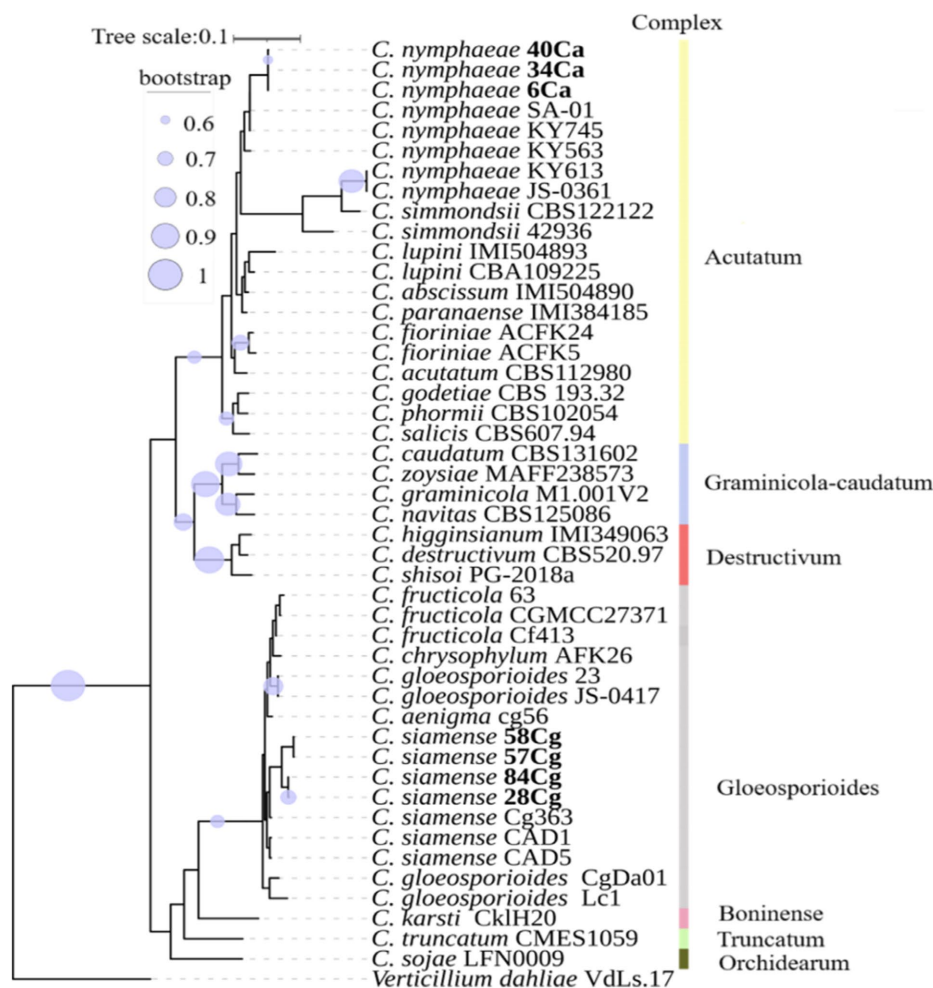 Complex
Tree scale:0.1
bootstrap
0.6
0.7
0.8
0.9
1
C. nymphaeae 40Ca
C. nymphaeae 34Ca
C. nymphaeae 6Ca
C. nymphaeae SA-01
C. nymphaeae KY745
C. nymphaeae KY563
C. nymphaeae KY613
C. nymphaeae JS-0361
C. simmondsii CBS122122
C. simmondsii 42936
C. lupini IMI504893
C. lupini CBA109225
C. abscissum IMI504890
C. paranaense IMI384185
C. fioriniae ACFK24
C. fioriniae ACFK5
C. acutatum CBS112980
C. godetiae CBS 193.32
C. phormii CBS102054
C. salicis CBS607.94
C. caudatum CBS131602
C. zoysiae MAFF238573
C. graminicola M1.001V2
C. navitas CBS125086
C. higginsianum IMI349063
C. destructivum CBS520.97
C. shisoi PG-2018a
C. fructicola 63
C. fructicola CGMCC27371
C. fructicola Cf413
C. chrysophylum AFK26
C. gloeosporioides 23
C. gloeosporioides JS-0417
C. aenigma cg56
C. siamense 58Cg
C. siamense 57Cg
C. siamense 84Cg
C. siamense 28Cg
C. siamense Cg363
C. siamense CAD1
C. siamense CAD5
C. gloeosporioides CgDa01
C. gloeosporioides Lc1
C. karsti CklH20
C. truncatum CMES1059
C. sojae LFN0009
Verticillium dahliae VdLs.17
Acutatum
Graminicola-caudatum
Destructivum
Gloeosporioides
Boninense
Truncatum
Orchidearum